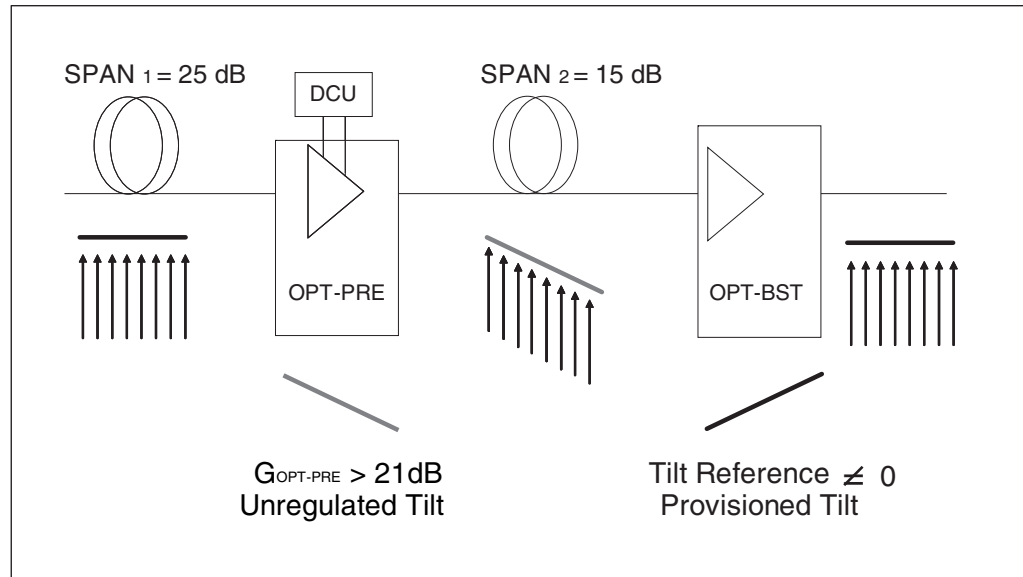 SPAN 1 = 25 dB
SPAN 2 = 15 dB
DCU
OPT-PRE
OPT-BST
GOPT-PRE > 21dB
Unregulated Tilt
Tilt Reference ≠ 0
Provisioned Tilt